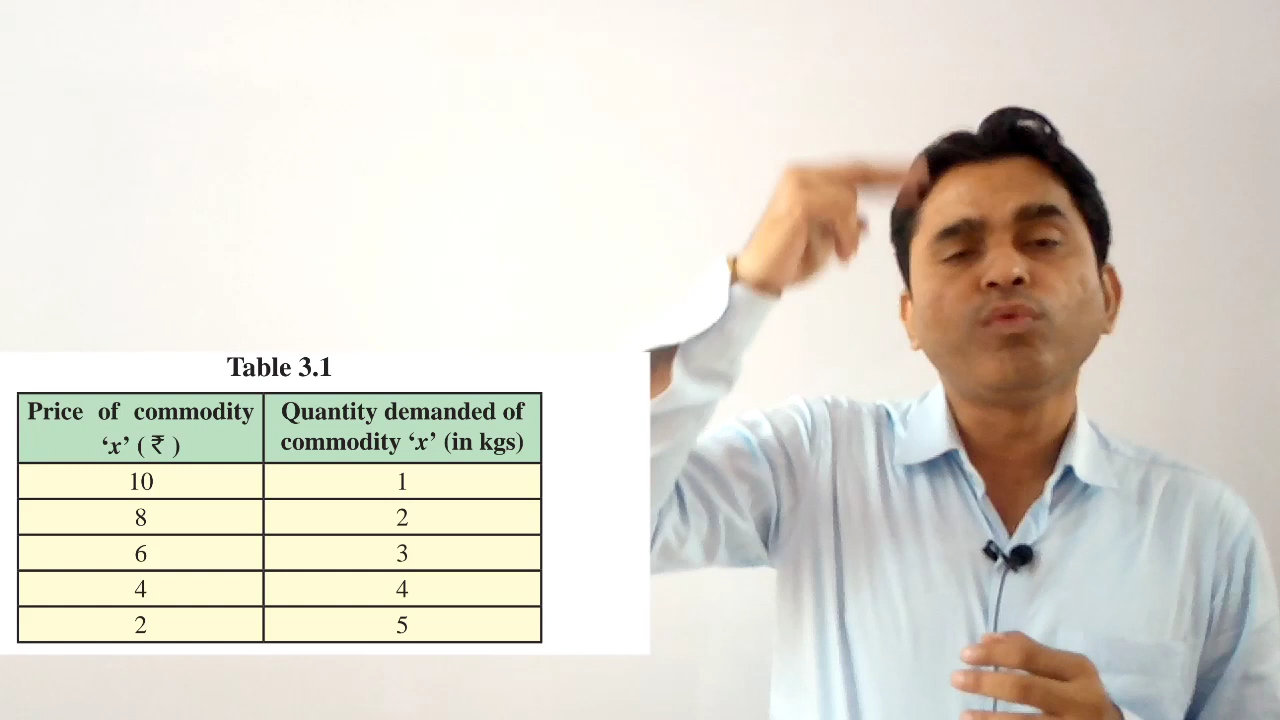 Table 3.1
Price of commodity Quantity demanded of
‘x’ ( ₹ ) commodity ‘x’ (in kgs)
10 1
8 2
6 3
4 4
2 5